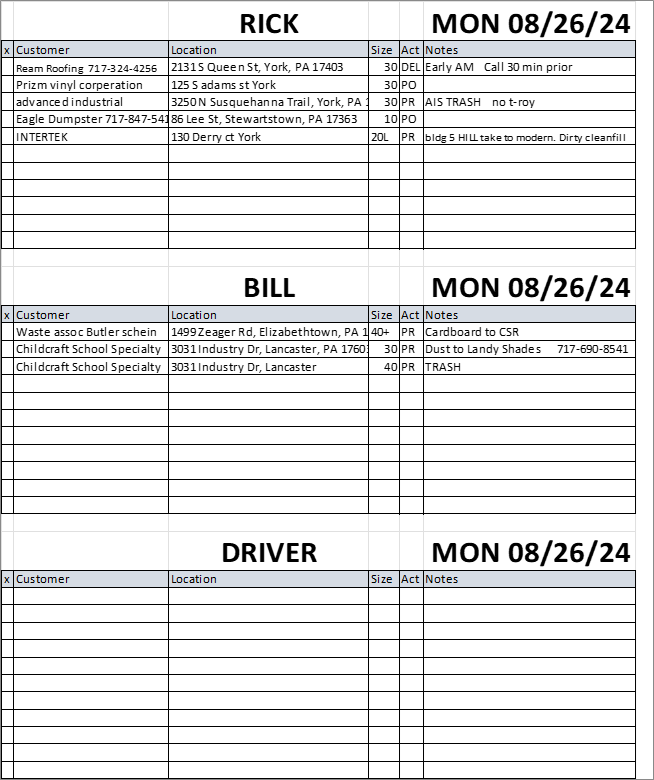 RICK MON 08/26/24
x Customer Location Size Act Notes
Ream Roofing 717-324-4256 2131 S Queen St, York, PA 17403 30 DEL Early AM Call 30 min prior
Prizm vinyl corperation 125 S adams st York 30 PO
advanced industrial 3250 N Susquehanna Trail, York, PA 1 30 PR AIS TRASH no t-roy
Eagle Dumpster 717-847-541 86 Lee St, Stewartstown, PA 17363 10 PO
INTERTEK 130 Derry ct York 20L PR bldg 5 HILL take to modern. Dirty cleanfill
BILL MON 08/26/24
x Customer Location Size Act Notes
Waste assoc Butler schein 1499 Zeager Rd, Elizabethtown, PA 1 40+ PR Cardboard to CSR
Childcraft School Specialty 3031 Industry Dr, Lancaster, PA 1760 30 PR Dust to Landy Shades 717-690-8541
Childcraft School Specialty 3031 Industry Dr, Lancaster 40 PR TRASH
DRIVER MON 08/26/24
x Customer Location Size Act Notes